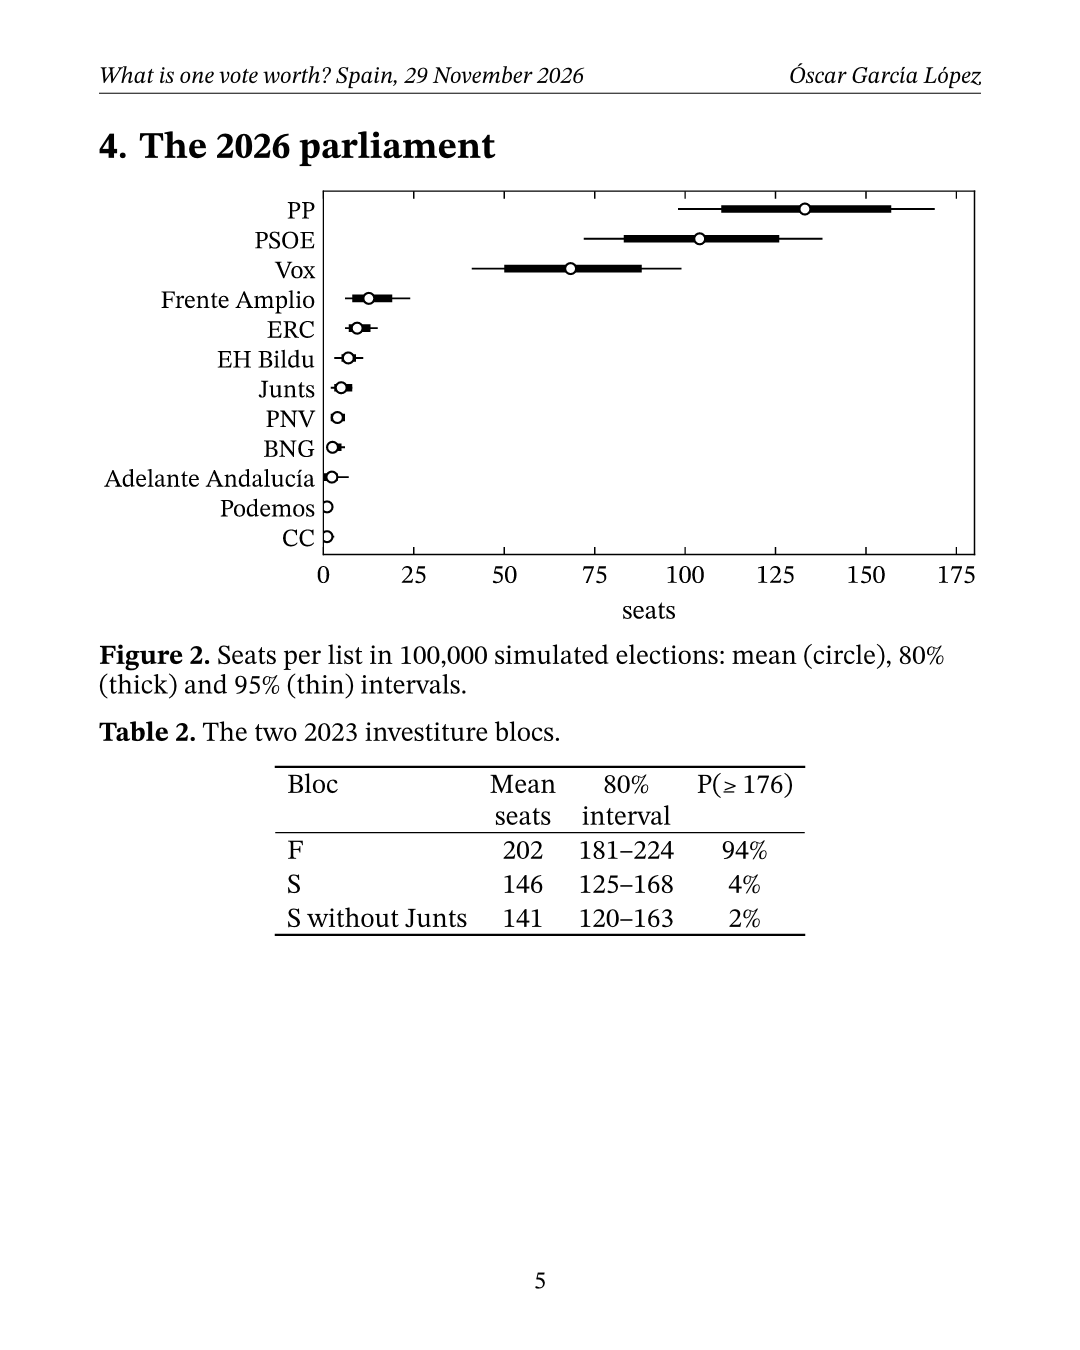 What is one vote worth? Spain, 29 November 2026 Óscar García López
4. The 2026 parliament
PP
PSOE
Vox
Frente Amplio
ERC
EH Bildu
Junts
PNV
BNG
Adelante Andalucía
Podemos
CC
0 25 50 75 100 125 150 175
seats
Figure 2. Seats per list in 100,000 simulated elections: mean (circle), 80%
(thick) and 95% (thin) intervals.
Table 2. The two 2023 investiture blocs.
Bloc Mean 80% P(≥ 176)
seats interval
F 202 181–224 94%
S 146 125–168 4%
S without Junts 141 120–163 2%
5